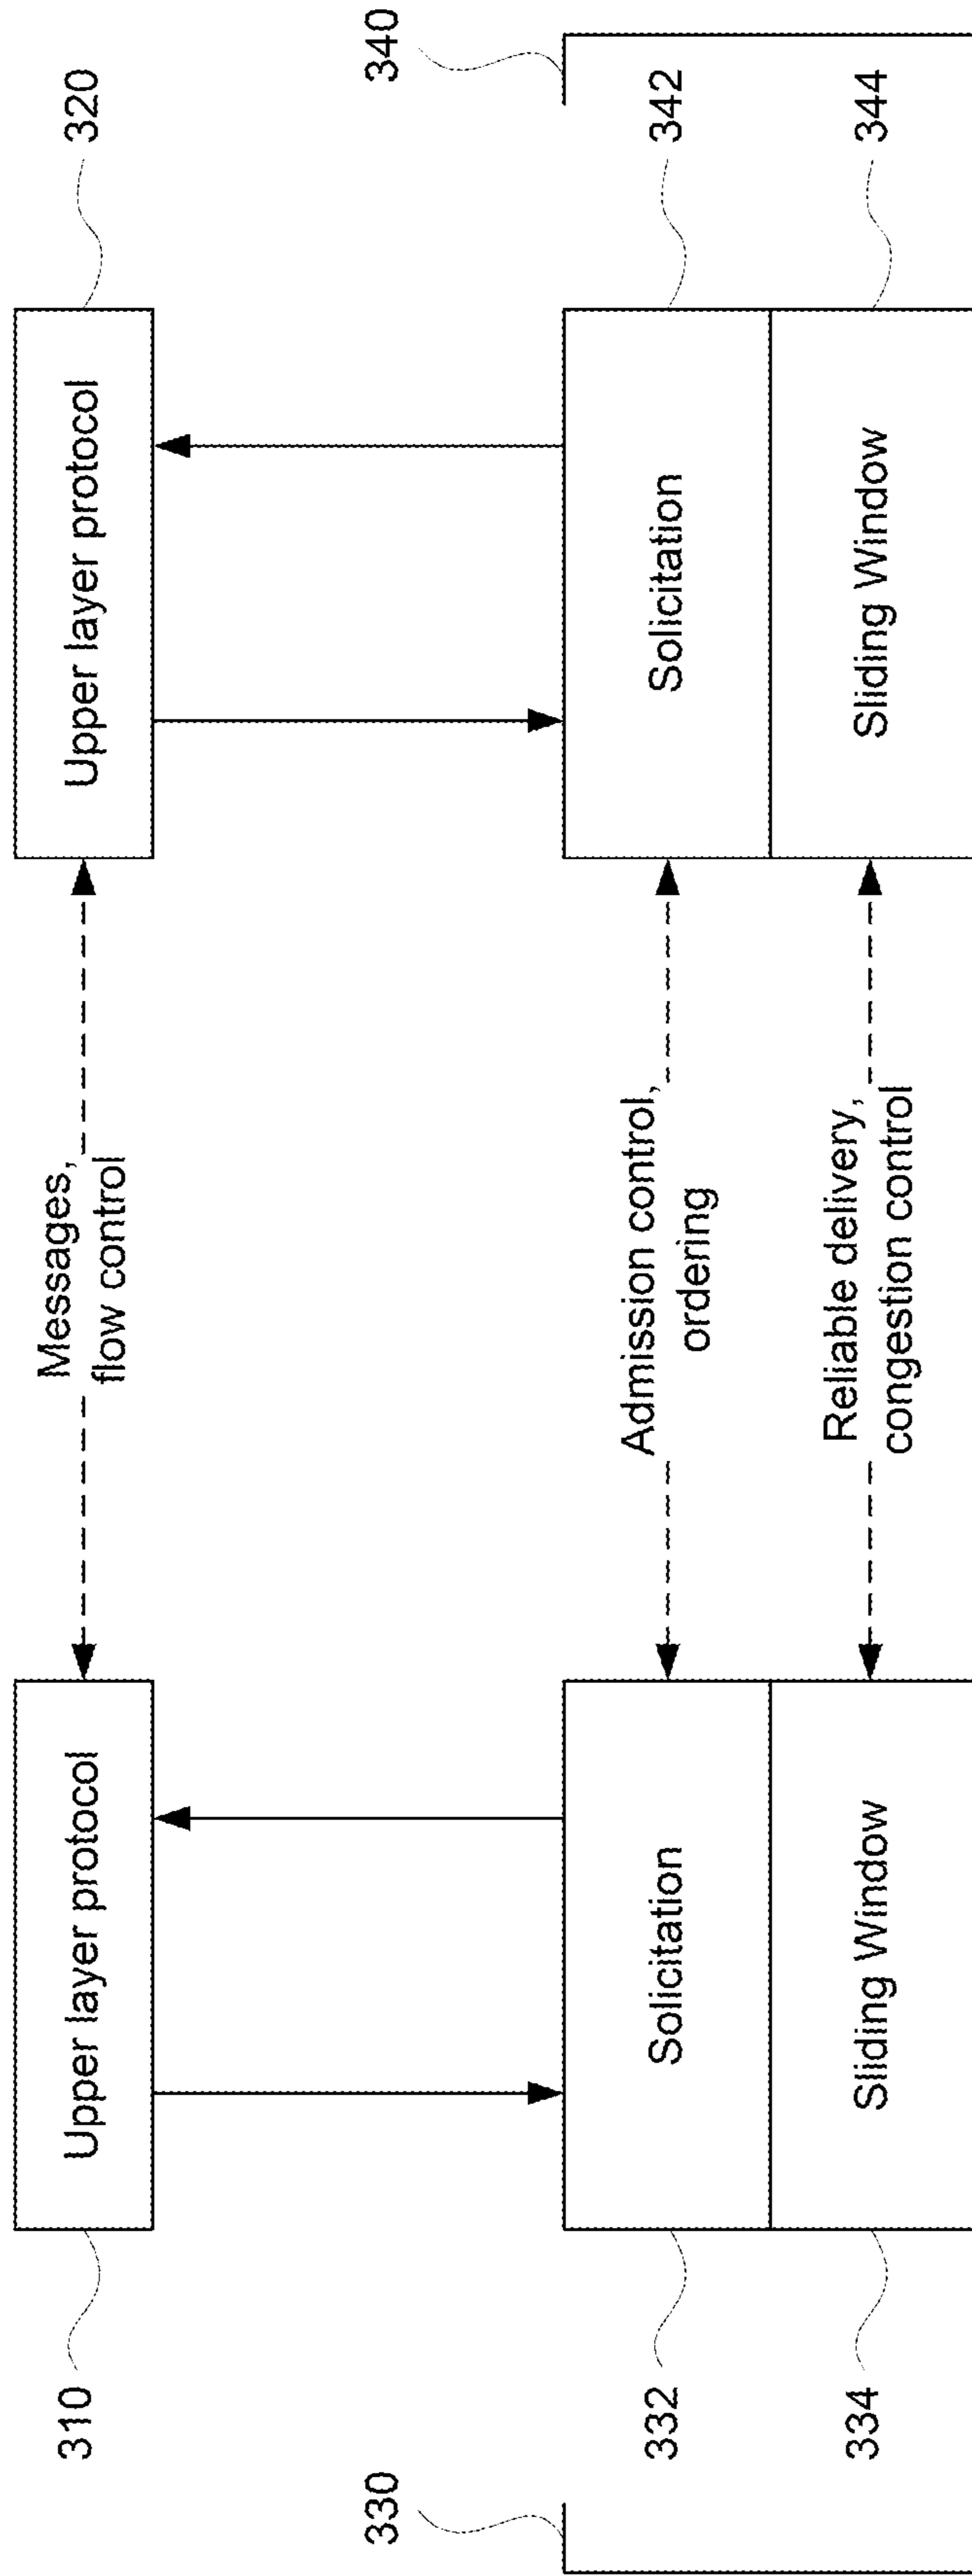 310
Upper layer protocol
Messages,
flow control
Upper layer protocol
320
330
340
332
Solicitation
Admission control,
ordering
Solicitation
342
334
Sliding Window
Reliable delivery,
congestion control
Sliding Window
344